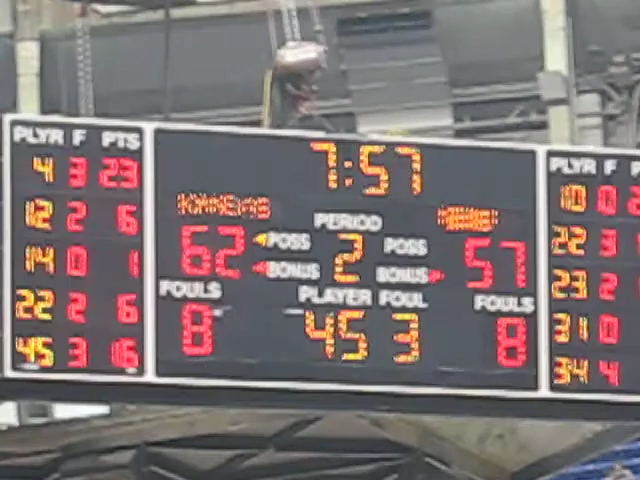 PLYR F PTS
4 3 23
12 2 6
14 0 1
22 2 6
45 3 16
7:57
PERIOD
62 POSS 2 POSS 57
BONUS BONUS
FOULS PLAYER FOUL FOULS
8 45 3 8
PLYR F P
10 0 2
22 3
23 2
31 0
34 4